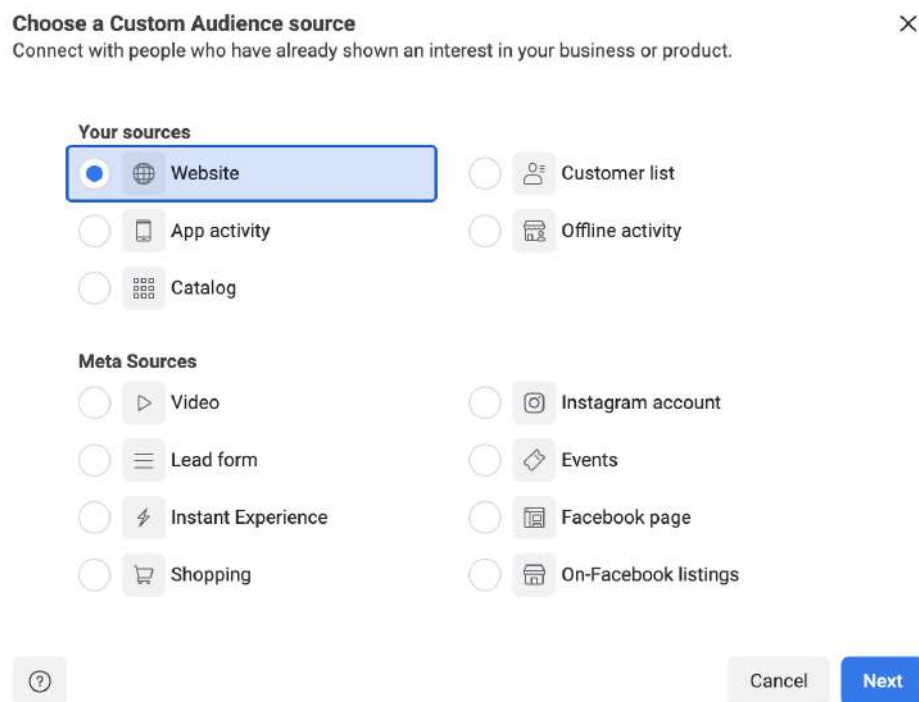 Choose a Custom Audience source
Connect with people who have already shown an interest in your business or product.
Your sources
Website
Customer list
App activity
Offline activity
Catalog
Meta Sources
Video
Instagram account
Lead form
Events
Instant Experience
Facebook page
Shopping
On-Facebook listings
Cancel
Next